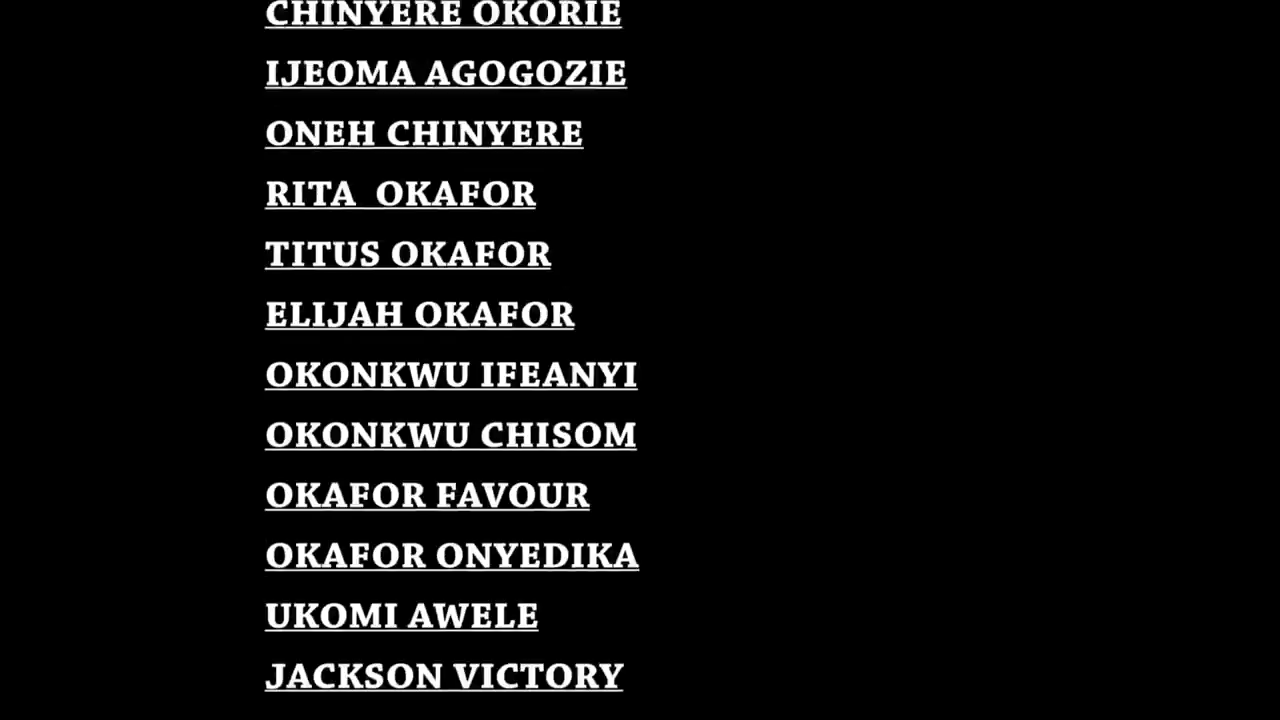 CHINYERE OKORIE
IJEOMA AGOGOZIE
ONEH CHINYERE
RITA  OKAFOR
TITUS OKAFOR
ELIJAH OKAFOR
OKONKWU IFEANYI
OKONKWU CHISOM
OKAFOR FAVOUR
OKAFOR ONYEDIKA
UKOMI AWELE
JACKSON VICTORY